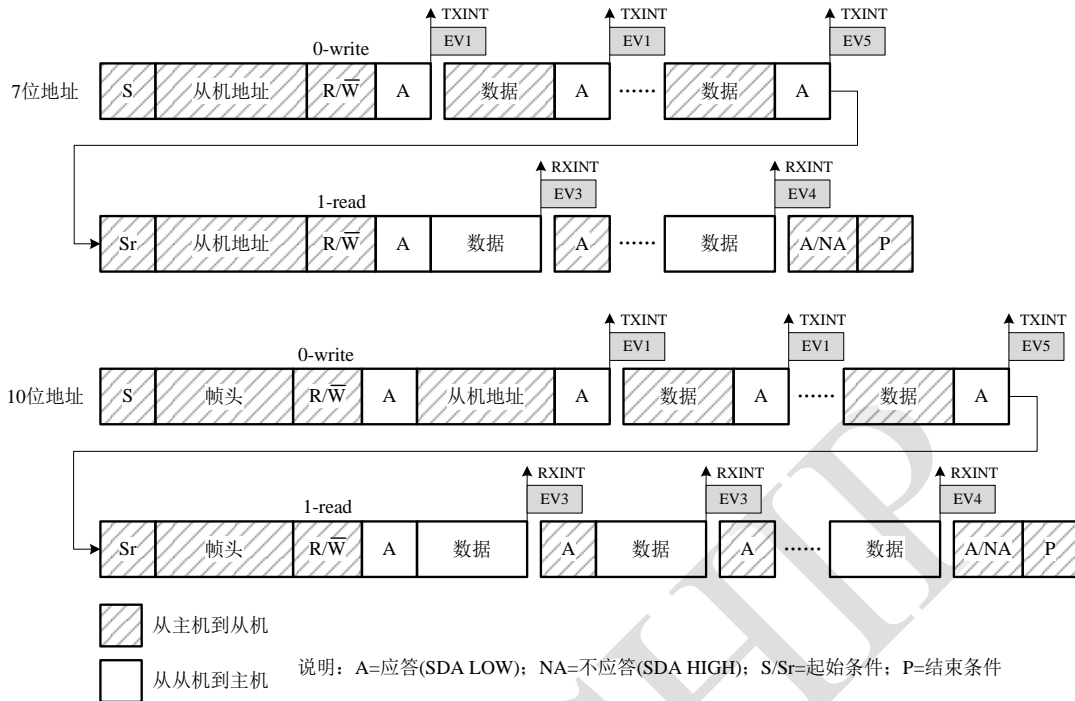 TXINT TXINT TXINT
EV1 EV1 EV5
0-write
7位地址 S 从机地址 R/W̅ A 数据 A ······ 数据 A
RXINT RXINT
EV3 EV4
1-read
Sr 从机地址 R/W̅ A 数据 A ······ 数据 A/NA P
TXINT TXINT TXINT
EV1 EV1 EV5
0-write
10位地址 S 帧头 R/W̅ A 从机地址 A 数据 A ······ 数据 A
RXINT RXINT RXINT
EV3 EV3 EV4
1-read
Sr 帧头 R/W̅ A 数据 A 数据 A ······ 数据 A/NA P
从主机到从机
从从机到主机
说明：A=应答(SDA LOW)；NA=不应答(SDA HIGH)；S/Sr=起始条件；P=结束条件